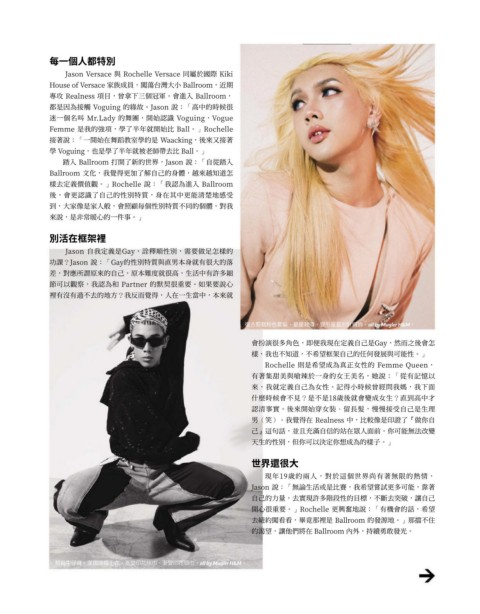 每一個人都特別
Jason Versace 與 Rochelle Versace 同屬於國際 Kiki
House of Versace 家族成員，闖蕩台灣大小 Ballroom，近期
專攻 Realness 項目，曾拿下三個冠軍。會進入 Ballroom，
都是因為接觸 Voguing 的緣故。Jason 說：「高中的時候很
迷一個名叫 Mr.Lady 的舞團，開始認識 Voguing，Vogue
Femme 是我的強項，學了半年就開始比 Ball。」Rochelle
接著說：「一開始在舞蹈教室學的是 Waacking，後來又接著
學 Voguing，也是學了半年就被老師帶去比 Ball。」
踏入 Ballroom 打開了新的世界，Jason 說：「自從踏入
Ballroom 文化，我覺得更加了解自己的身體，越來越知道怎
樣去定義價值觀。」Rochelle 說：「我認為進入 Ballroom
後，會更認識了自己的性別特質，身在其中更能清楚地感受
到，大家像是家人般，會照顧每個性別特質不同的個體，對我
來說，是非常暖心的一件事。」
別活在框架裡
Jason 自我定義是Gay，詮釋順性別，需要做足怎樣的
功課？Jason 說：「Gay的性別特質與直男本身就有很大的落
差，對應所謂原來的自己，原本難度就很高，生活中有許多細
節可以觀察，我認為和 Partner 的默契很重要，如果要說心
裡有沒有過不去的地方？我反而覺得，人在一生當中，本來就
會扮演很多角色，即便我現在定義自己是Gay，然而之後會怎
樣，我也不知道，不希望框架自己的任何發展與可能性。」
Rochelle 則是希望成為真正女性的 Femme Queen，
有著集甜美與嗆辣於一身的女王美名，她說：「從有記憶以
來，我就定義自己為女性，記得小時候曾經問我媽，我下面
什麼時候會不見？是不是18歲後就會變成女生？直到高中才
認清事實，後來開始穿女裝、留長髮，慢慢接受自己是生理
男（笑）。我覺得在 Realness 中，比較像是印證了『做你自
己』這句話，並且充滿自信的站在眾人面前，你可能無法改變
天生的性別，但你可以決定你想成為的樣子。」
世界還很大
現年19歲的兩人，對於這個世界尚有著無限的熱情，
Jason 說：「無論生活或是比賽，我希望嘗試更多可能，靠著
自己的力量，去實現許多階段性的目標，不斷去突破，讓自己
開心很重要。」Rochelle 更興奮地說：「有機會的話，希望
去紐約闖看看，畢竟那裡是 Ballroom 的發源地。」那擋不住
的渴望，讓他們將在 Ballroom 內外，持續勇敢發光。
all by Mugler H&M
all by Mugler H&M